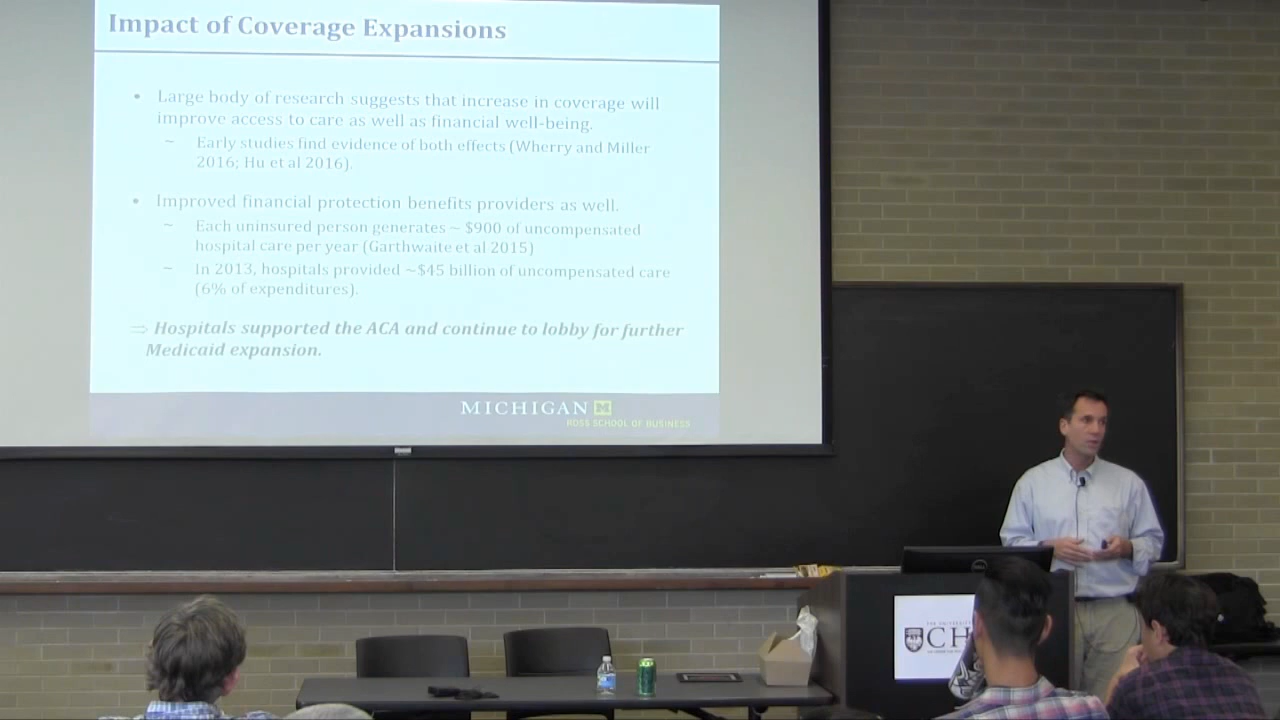 Impact of Coverage Expansions
• Large body of research suggests that increase in coverage will
improve access to care as well as financial well-being.
~ Early studies find evidence of both effects (Wherry and Miller
2016; Hu et al 2016).
• Improved financial protection benefits providers as well.
~ Each uninsured person generates ~ $900 of uncompensated
hospital care per year (Garthwaite et al 2015)
~ In 2013, hospitals provided ~$45 billion of uncompensated care
(6% of expenditures).
⇒ Hospitals supported the ACA and continue to lobby for further
Medicaid expansion.
MICHIGAN M
ROSS SCHOOL OF BUSINESS
DELL
THE UNIVERSITY
CH